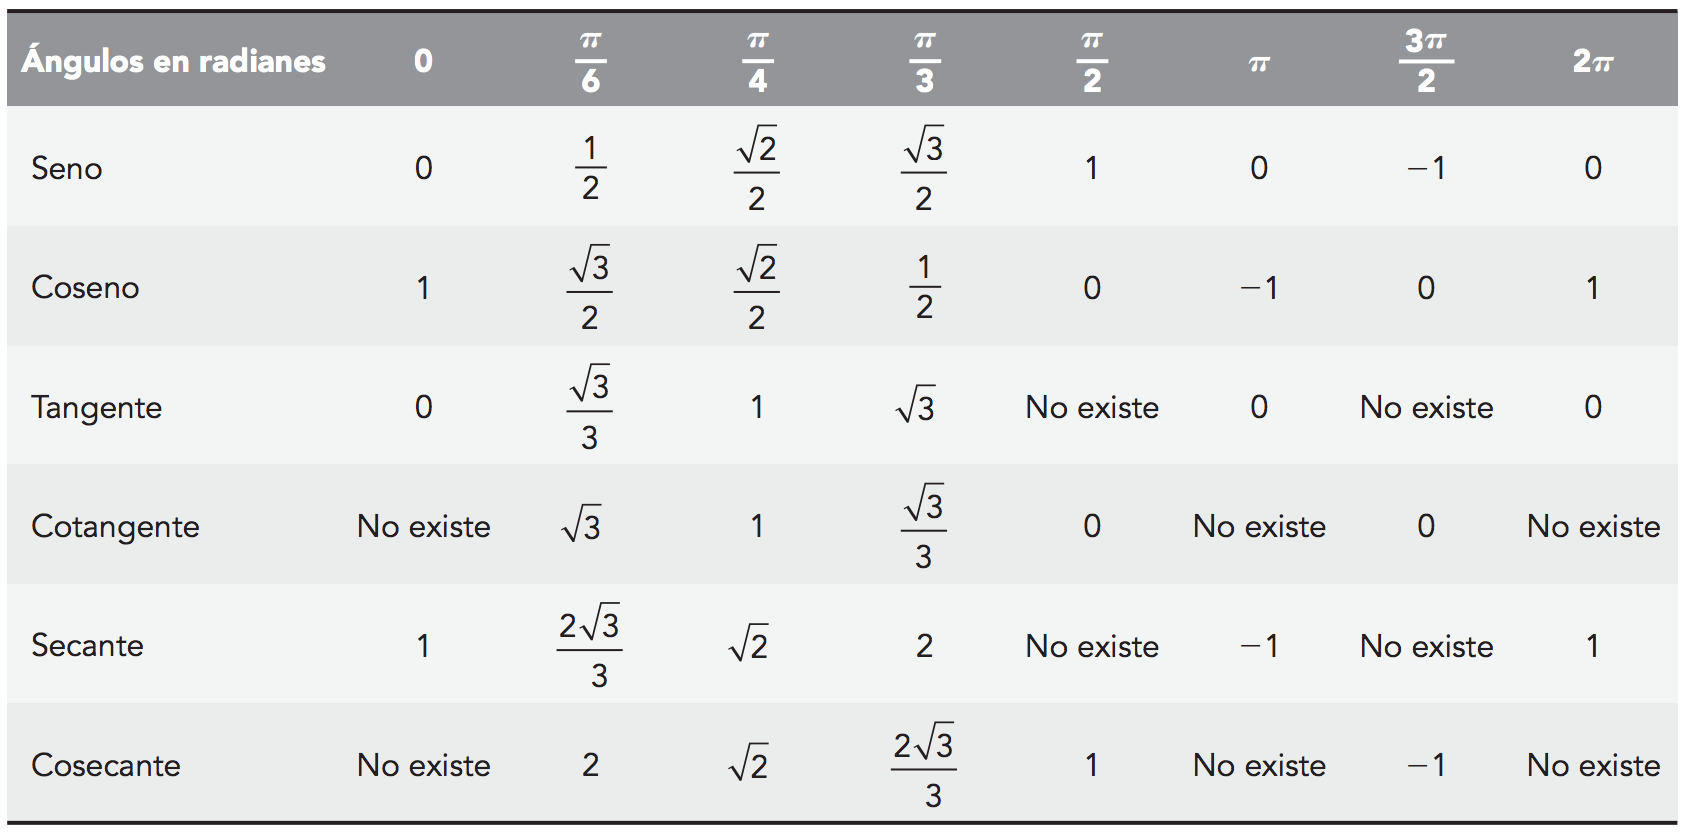 Ángulos en radianes 0 π/6 π/4 π/3 π/2 π 3π/2 2π
Seno 0 1/2 √2/2 √3/2 1 0 −1 0
Coseno 1 √3/2 √2/2 1/2 0 −1 0 1
Tangente 0 √3/3 1 √3 No existe 0 No existe 0
Cotangente No existe √3 1 √3/3 0 No existe 0 No existe
Secante 1 2√3/3 √2 2 No existe −1 No existe 1
Cosecante No existe 2 √2 2√3/3 1 No existe −1 No existe